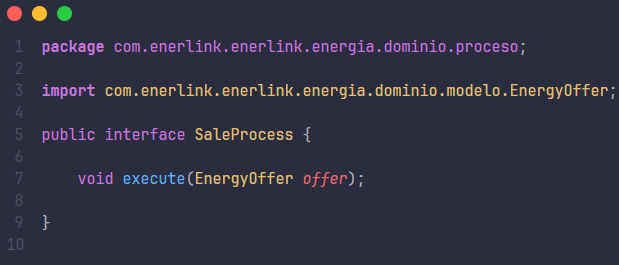 1 package com.enerlink.enerlink.energia.dominio.proceso;
2
3 import com.enerlink.enerlink.energia.dominio.modelo.EnergyOffer;
4
5 public interface SaleProcess {
6
7     void execute(EnergyOffer offer);
8
9 }
10